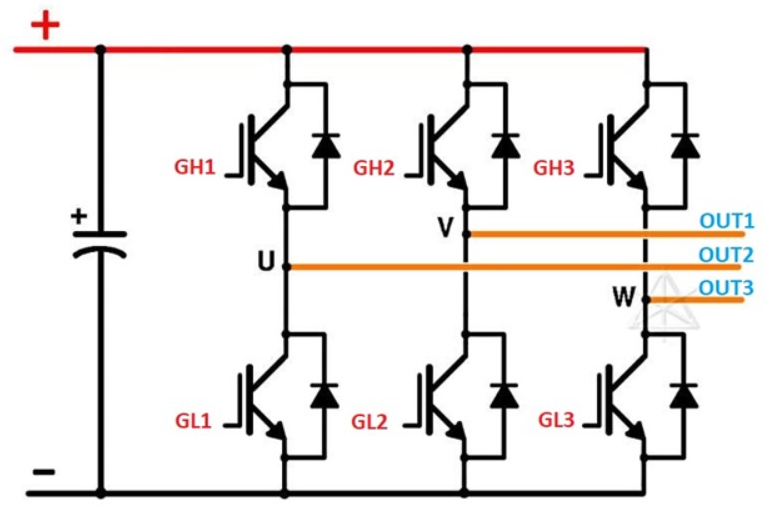 +
GH1
GH2
GH3
+
V
OUT1
U
OUT2
W
OUT3
GL1
GL2
GL3
−